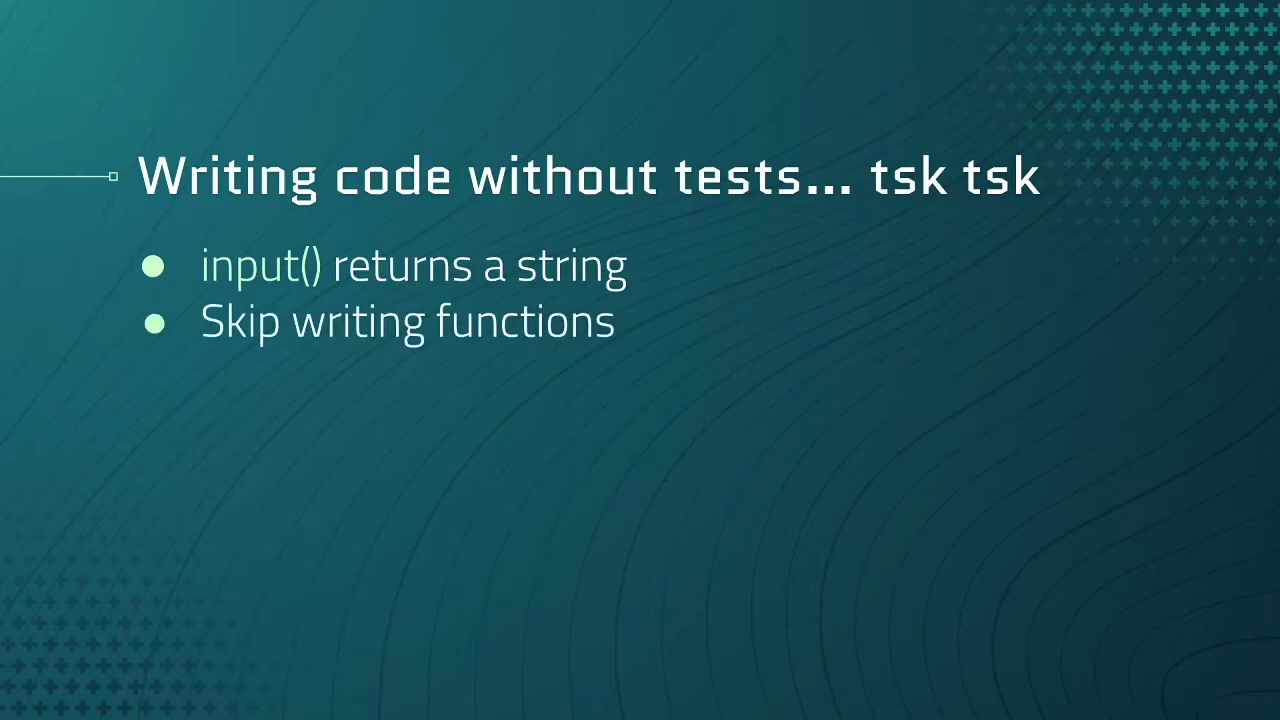 Writing code without tests... tsk tsk
input() returns a string
Skip writing functions